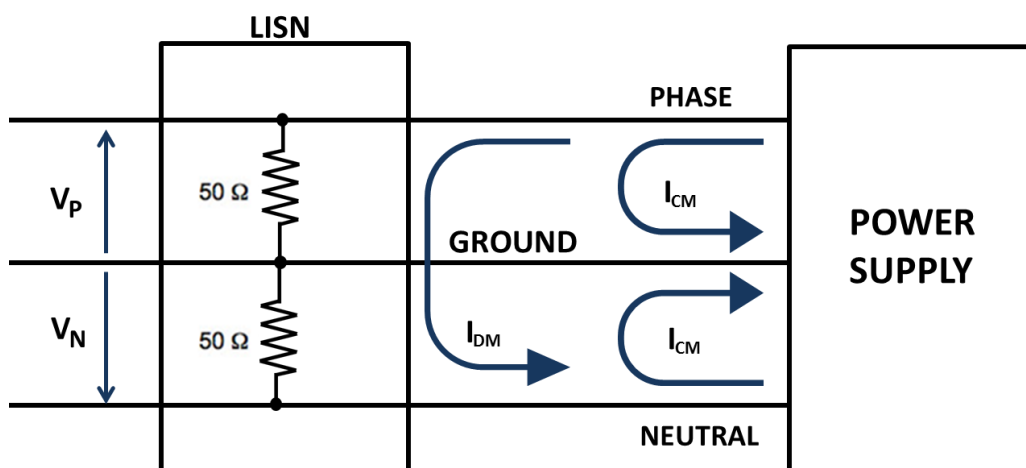 LISN
PHASE
V_P
50 Ω
I_CM
GROUND
POWER
SUPPLY
V_N
50 Ω
I_DM
I_CM
NEUTRAL